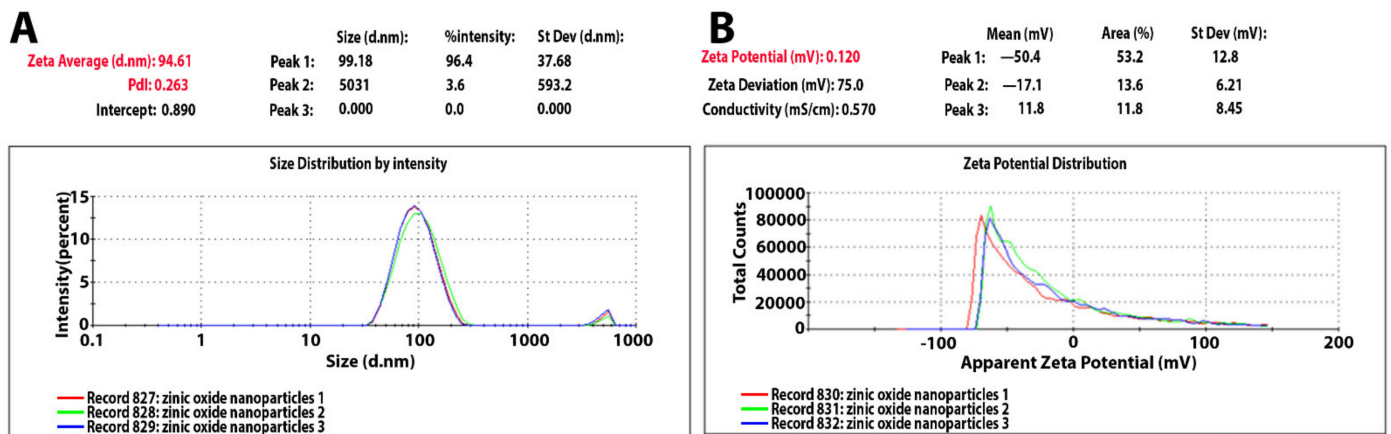 A
Size (d.nm): %intensity: St Dev (d.nm):
Zeta Average (d.nm): 94.61 Peak 1: 99.18 96.4 37.68
PdI: 0.263 Peak 2: 5031 3.6 593.2
Intercept: 0.890 Peak 3: 0.000 0.0 0.000
Size Distribution by intensity
Intensity(percent)
15
10
5
0
0.1 1 10 100 1000 1000
Size (d.nm)
Record 827: zinic oxide nanoparticles 1
Record 828: zinic oxide nanoparticles 2
Record 829: zinic oxide nanoparticles 3
B
Mean (mV) Area (%) St Dev (mV):
Zeta Potential (mV): 0.120 Peak 1: —50.4 53.2 12.8
Zeta Deviation (mV): 75.0 Peak 2: —17.1 13.6 6.21
Conductivity (mS/cm): 0.570 Peak 3: 11.8 11.8 8.45
Zeta Potential Distribution
Total Counts
100000
80000
60000
40000
20000
0
-100 0 100 200
Apparent Zeta Potential (mV)
Record 830: zinic oxide nanoparticles 1
Record 831: zinic oxide nanoparticles 2
Record 832: zinic oxide nanoparticles 3